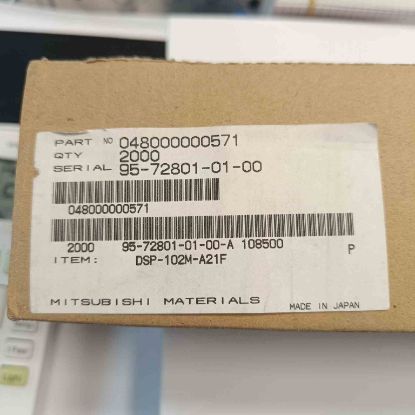 PART NO 048000000571
QTY 2000
SERIAL 95-72801-01-00
048000000571
2000 95-72801-01-00-A 108500 P
ITEM: DSP-102M-A21F
MITSUBISHI MATERIALS MADE IN JAPAN